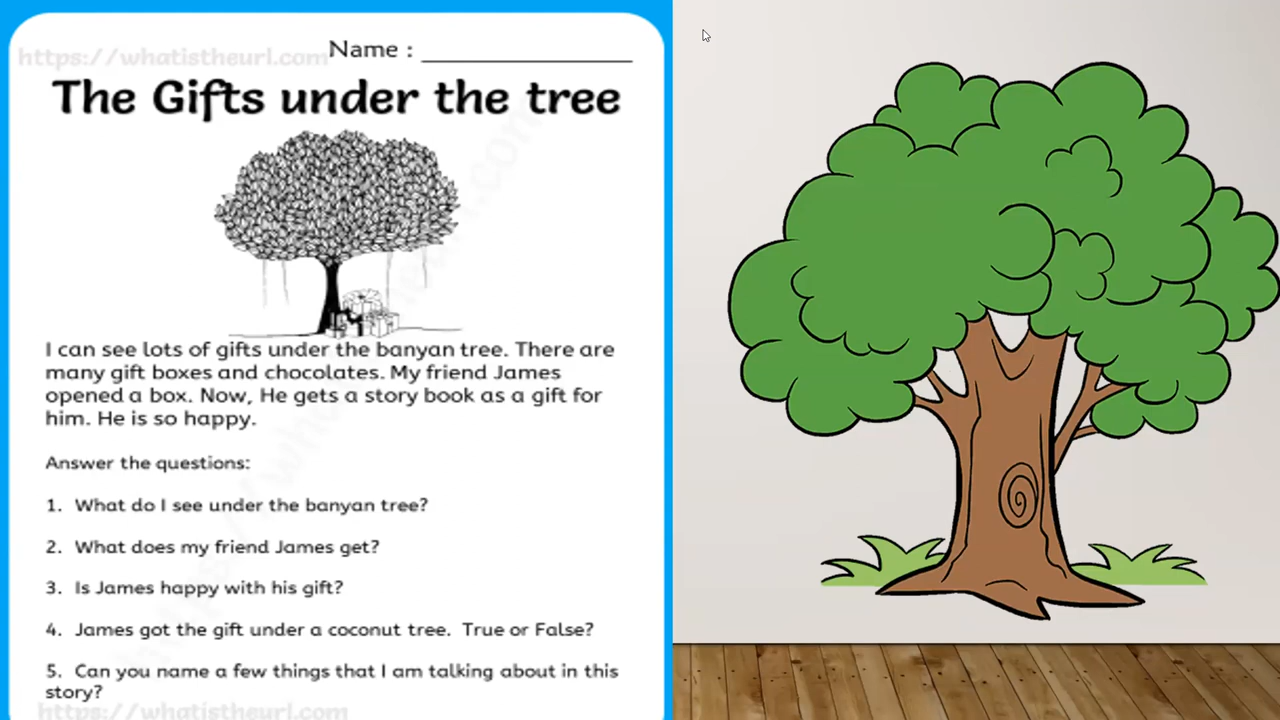 https://whatistheurl.com
Name : ____________________
The Gifts under the tree
I can see lots of gifts under the banyan tree. There are
many gift boxes and chocolates. My friend James
opened a box. Now, He gets a story book as a gift for
him. He is so happy.
Answer the questions:
1. What do I see under the banyan tree?
2. What does my friend James get?
3. Is James happy with his gift?
4. James got the gift under a coconut tree. True or False?
5. Can you name a few things that I am talking about in this
story?
https://whatistheurl.com